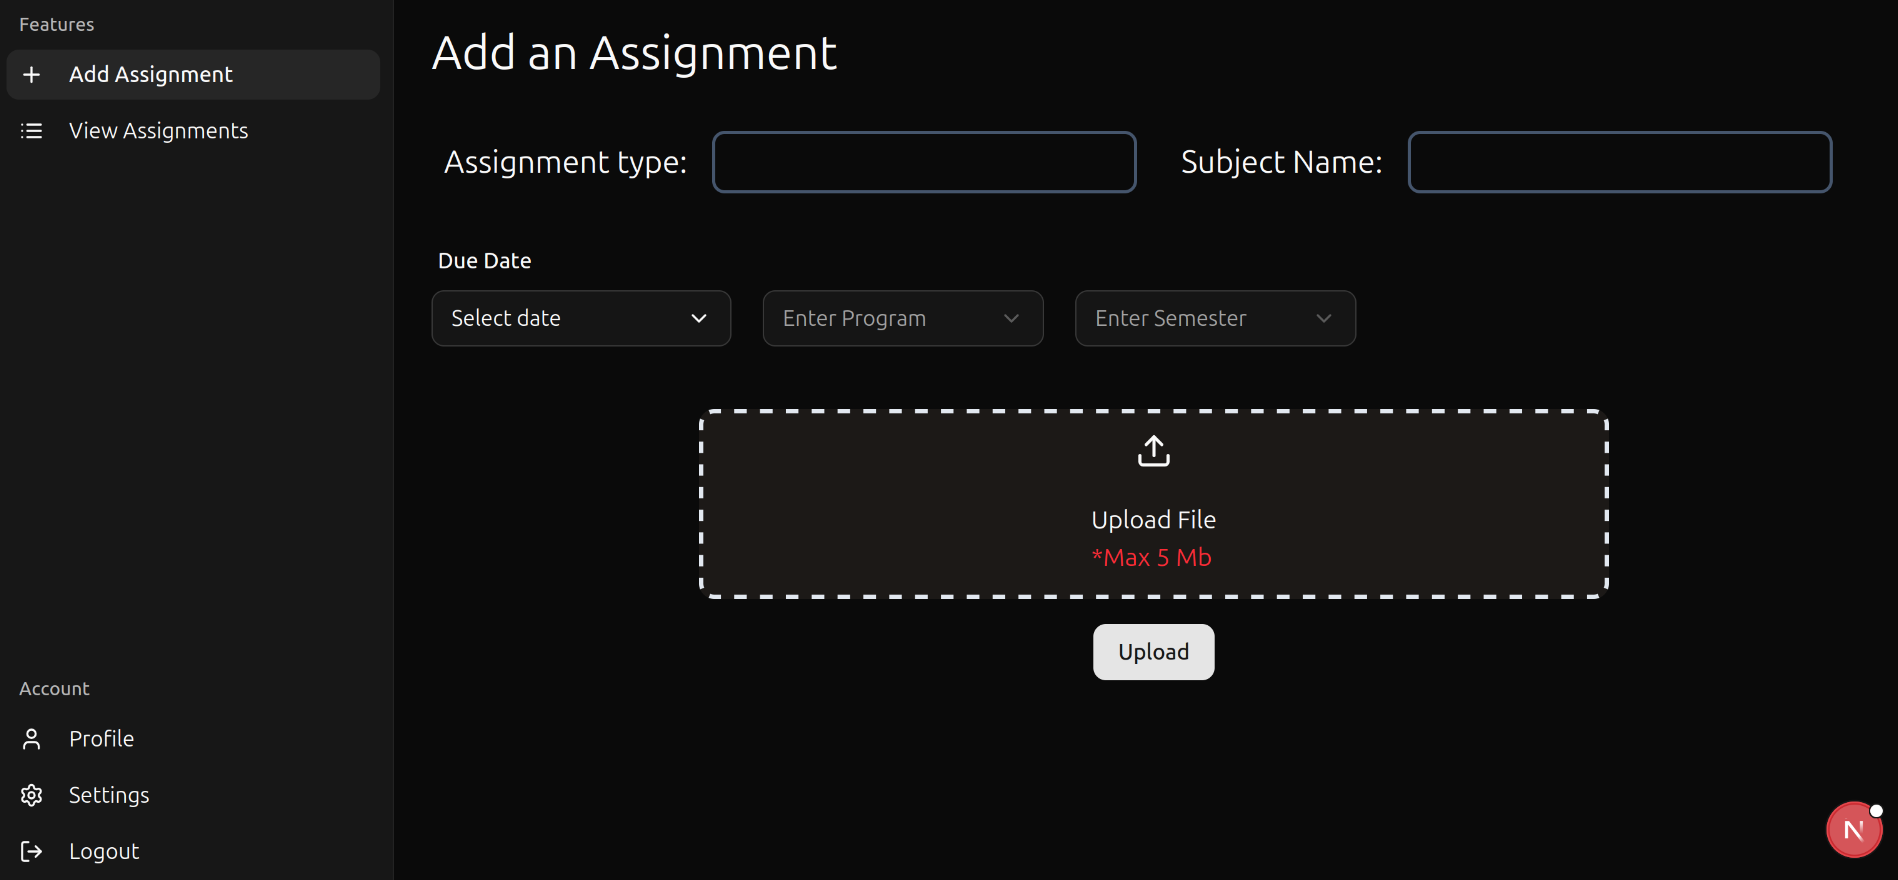 Features
Add Assignment
View Assignments
Account
Profile
Settings
Logout
Add an Assignment
Assignment type:
Subject Name:
Due Date
Select date
Enter Program
Enter Semester
Upload File
*Max 5 Mb
Upload
N